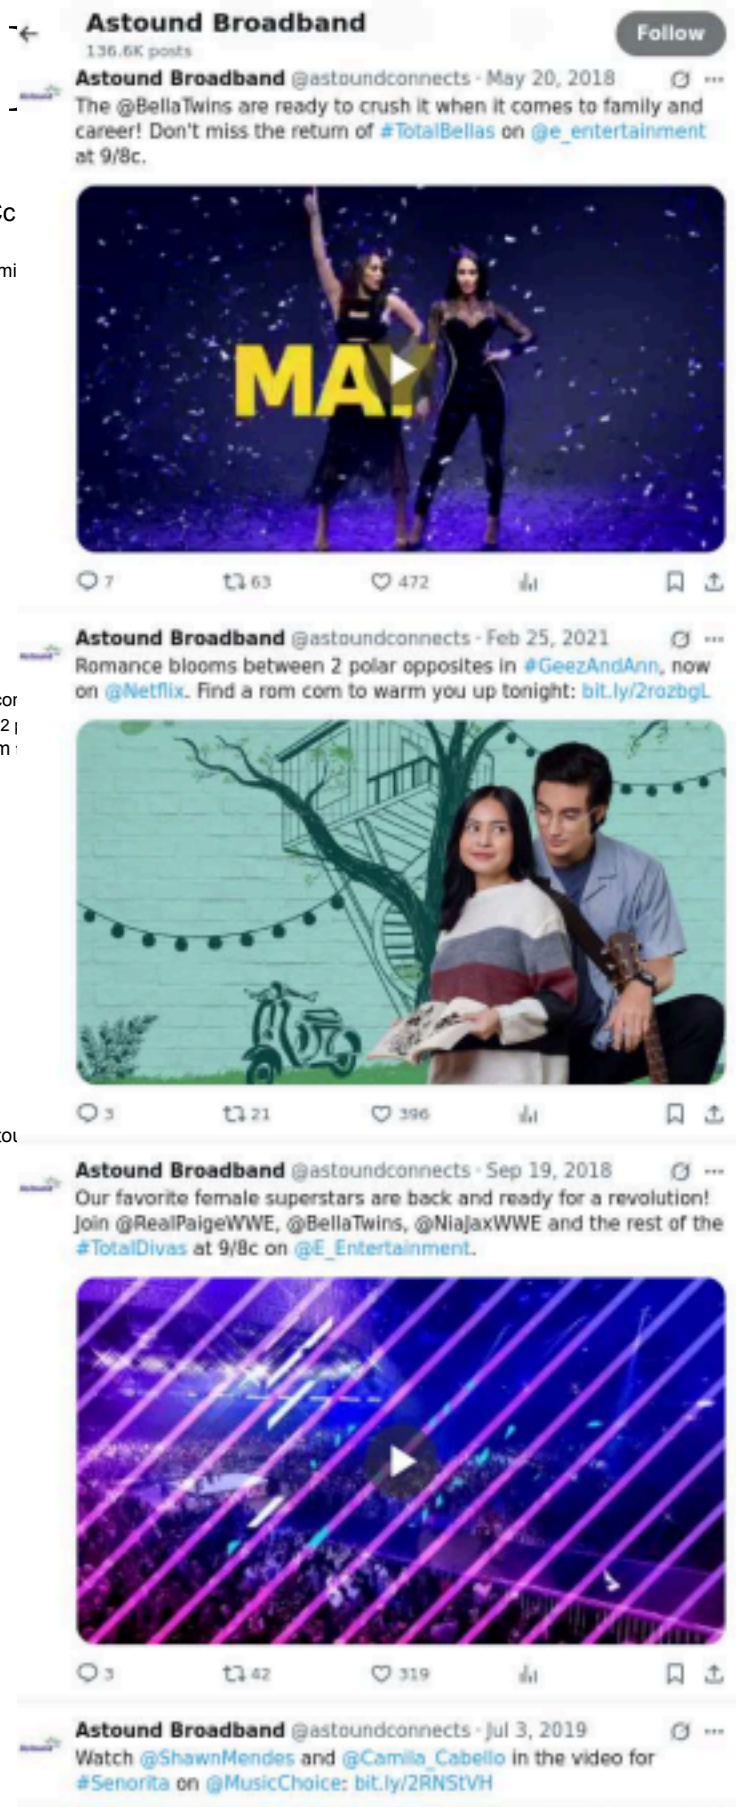 Astound Broadband
136.6K posts
Follow
Astound Broadband @astoundconnects · May 20, 2018
The @BellaTwins are ready to crush it when it comes to family and
career! Don't miss the return of #TotalBellas on @e_entertainment
at 9/8c.
MAY
7 63 472
Astound Broadband @astoundconnects · Feb 25, 2021
Romance blooms between 2 polar opposites in #GeezAndAnn, now
on @Netflix. Find a rom com to warm you up tonight: bit.ly/2rozbgL
3 21 396
Astound Broadband @astoundconnects · Sep 19, 2018
Our favorite female superstars are back and ready for a revolution!
Join @RealPaigeWWE, @BellaTwins, @NiaJaxWWE and the rest of the
#TotalDivas at 9/8c on @E_Entertainment.
3 42 319
Astound Broadband @astoundconnects · Jul 3, 2019
Watch @ShawnMendes and @Camila_Cabello in the video for
#Senorita on @MusicChoice: bit.ly/2RNStVH